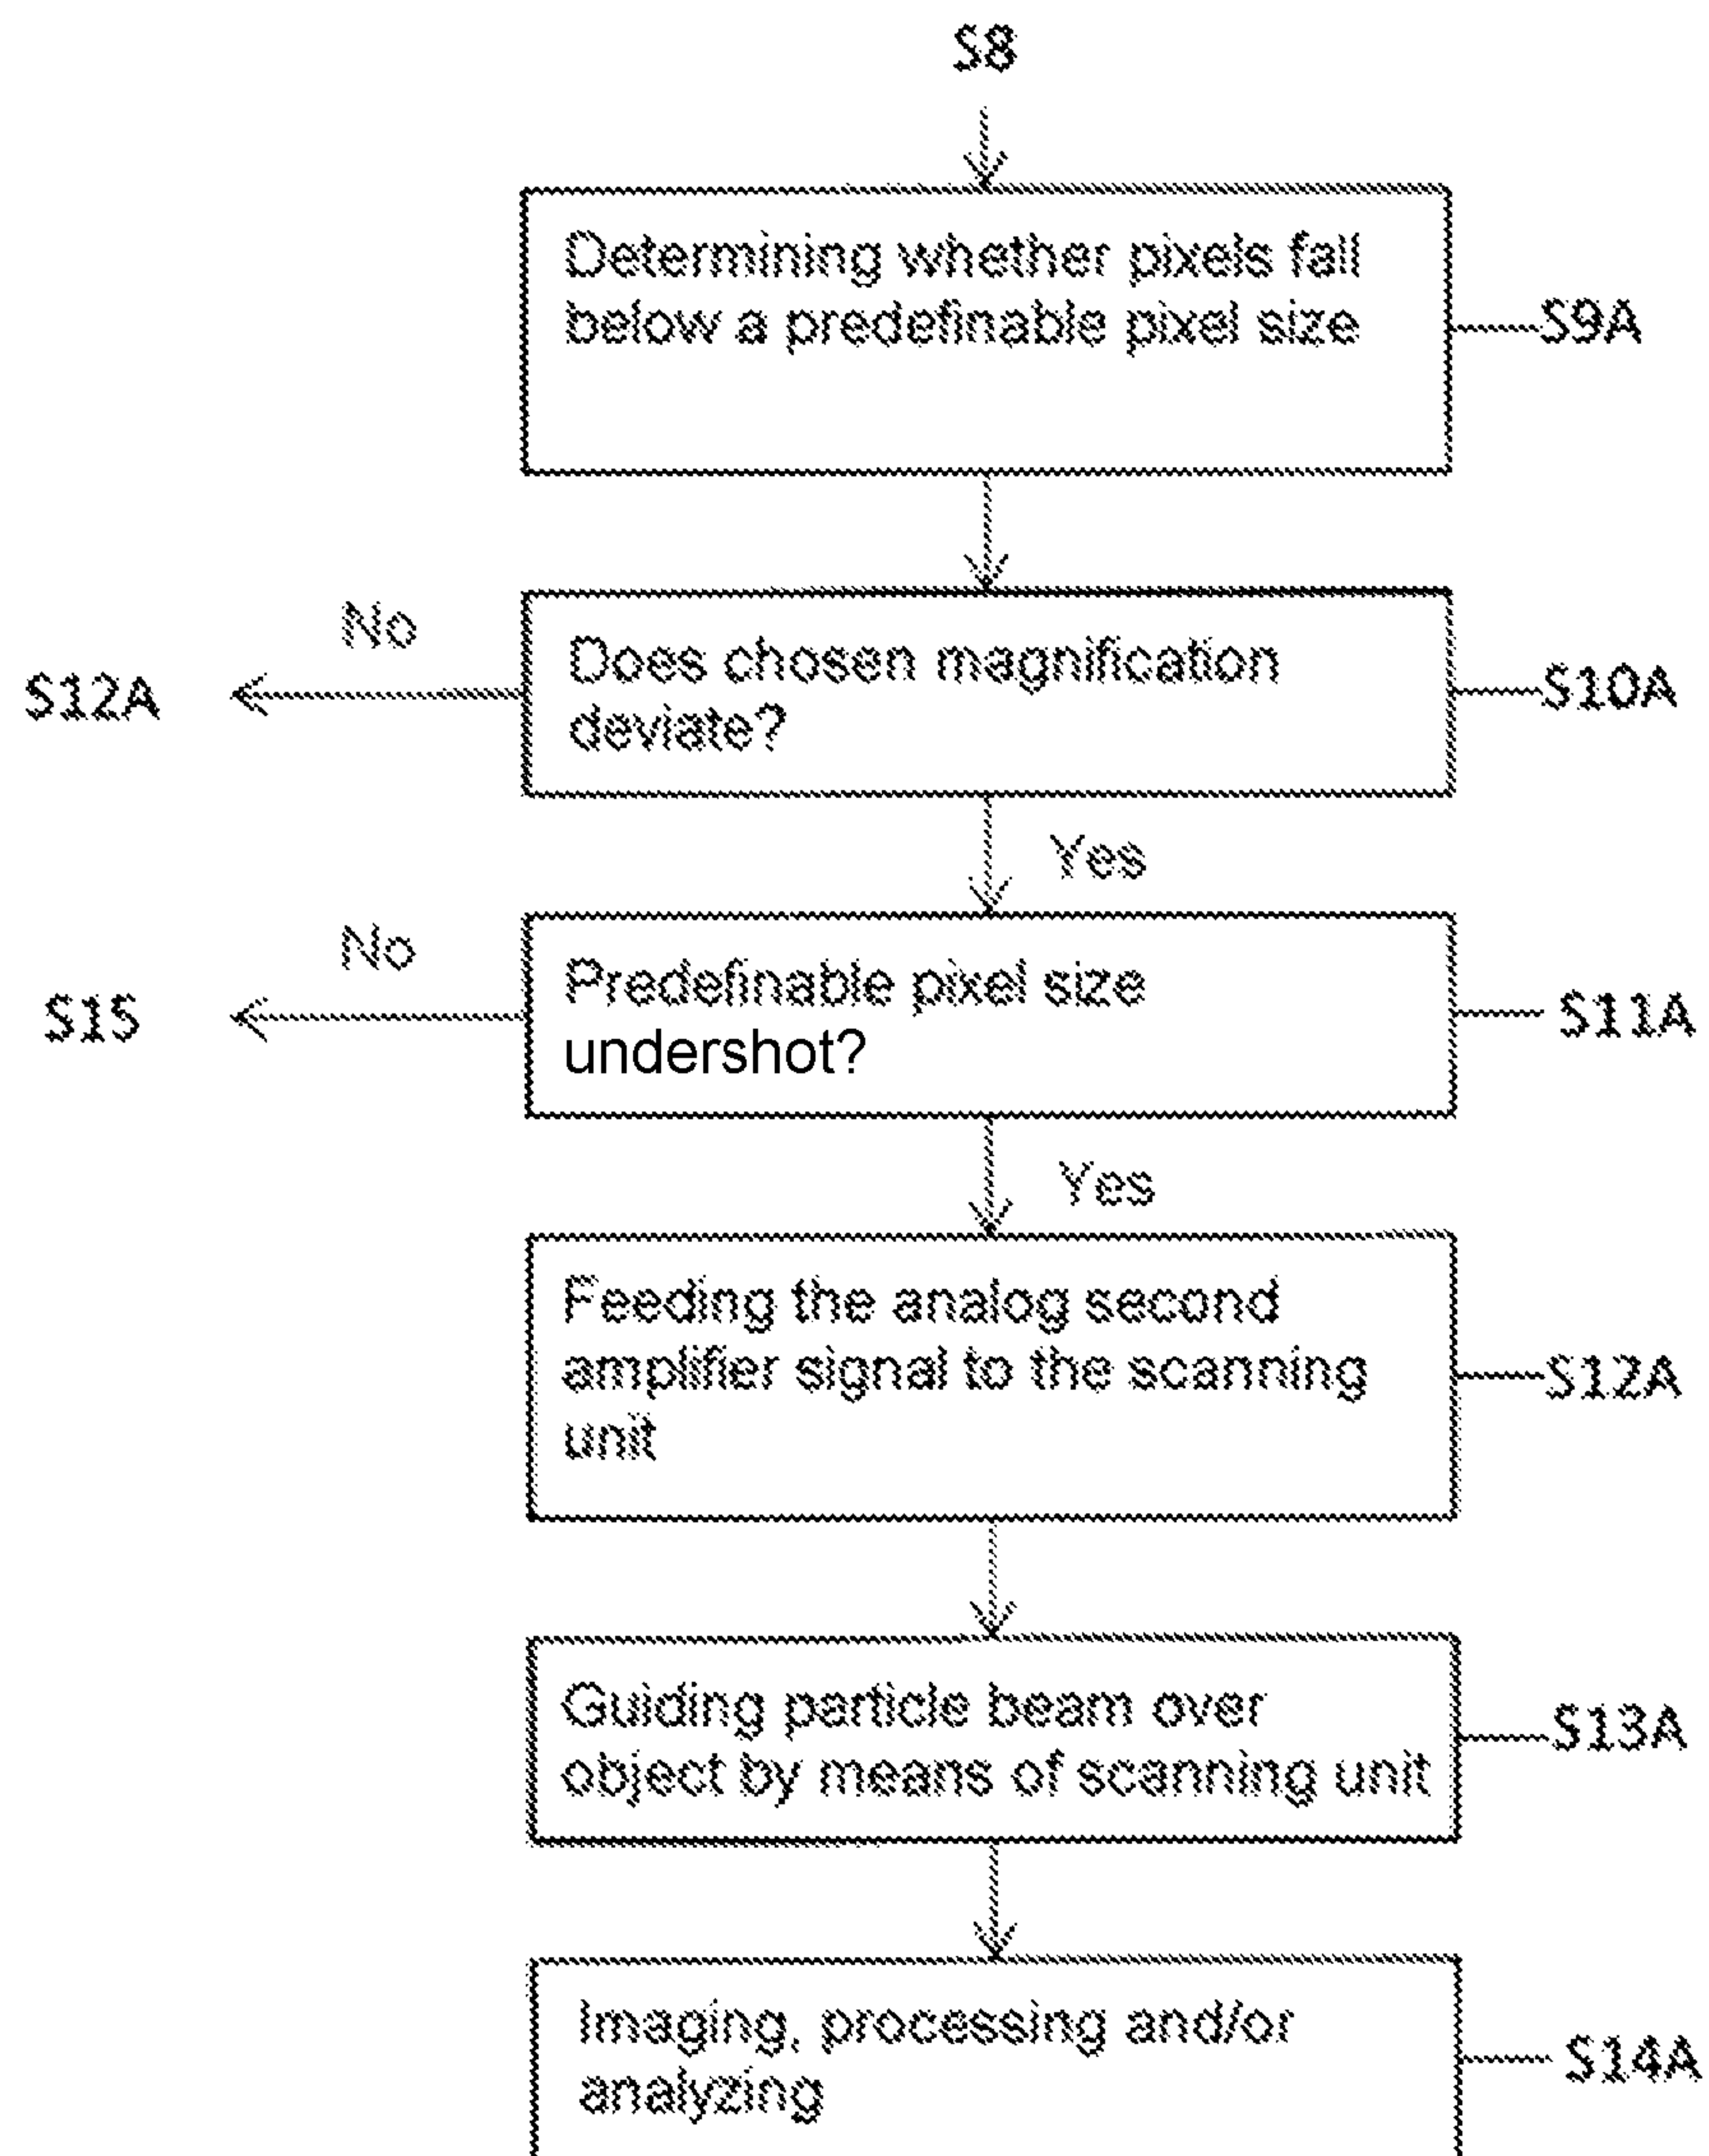 S8
Determining whether pixels fall
below a predefinable pixel size
S9A
No
S12A
Does chosen magnification
deviate?
S10A
Yes
No
S15
Predefinable pixel size
undershot?
S11A
Yes
Feeding the analog second
amplifier signal to the scanning
unit
S12A
Guiding particle beam over
object by means of scanning unit
S13A
Imaging, processing and/or
analyzing
S14A